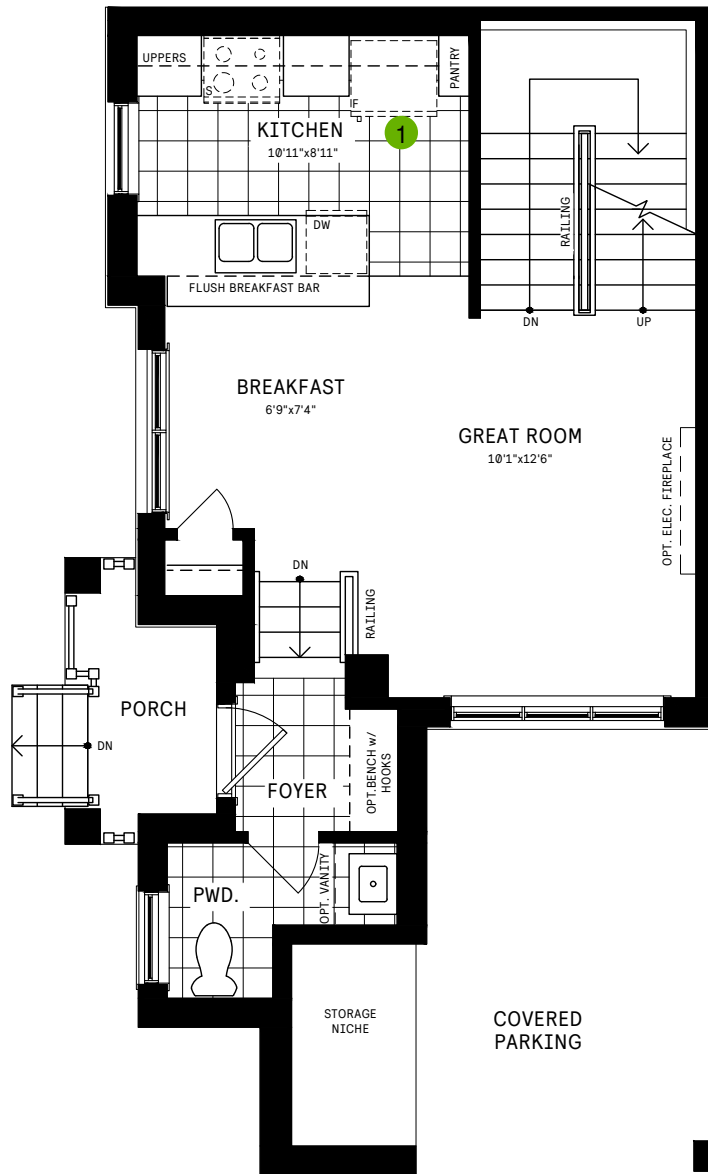 UPPERS
S
F
PANTRY
KITCHEN
10'11"x8'11"
1
DW
FLUSH BREAKFAST BAR
RAILING
DN
UP
BREAKFAST
6'9"x7'4"
GREAT ROOM
10'1"x12'6"
OPT. ELEC. FIREPLACE
DN
RAILING
PORCH
DN
FOYER
OPT.BENCH w/
HOOKS
PWD.
OPT. VANITY
STORAGE
NICHE
COVERED
PARKING